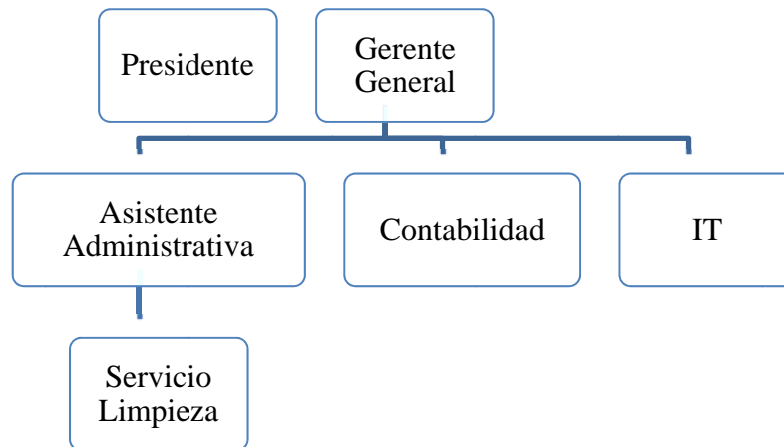 Presidente
Gerente
General
Asistente
Administrativa
Contabilidad
IT
Servicio
Limpieza